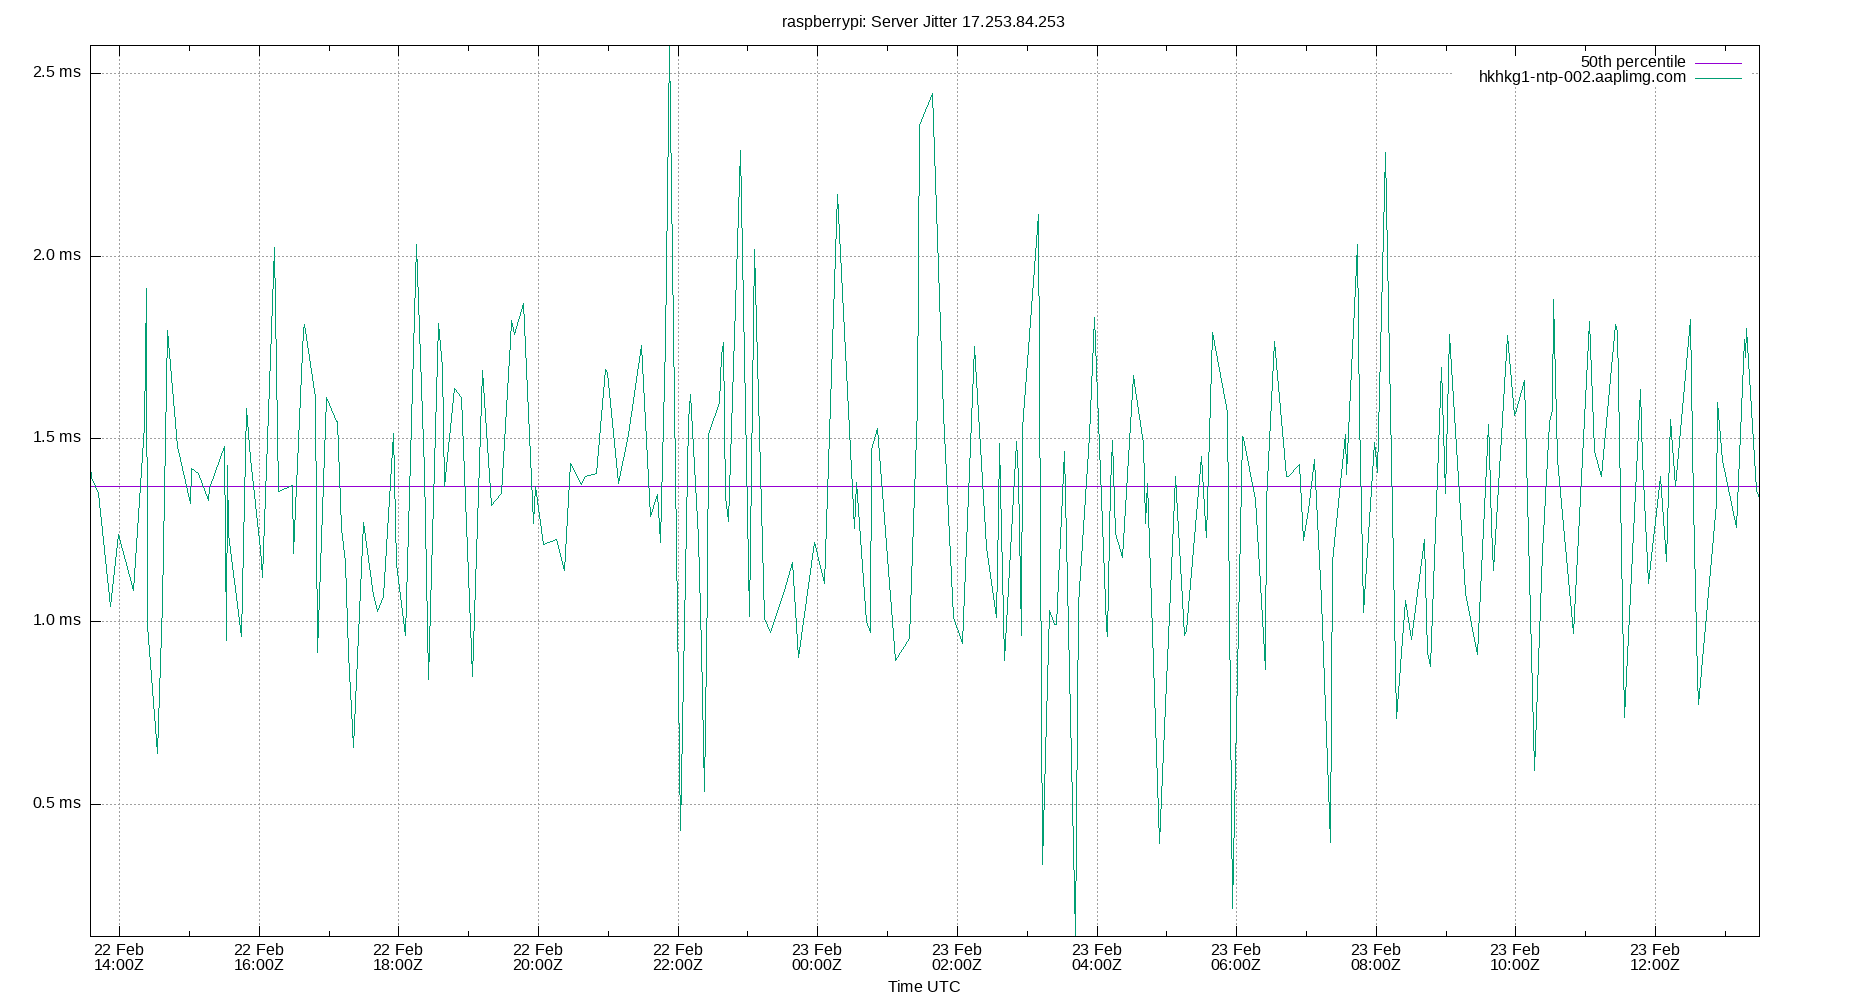 raspberrypi: Server Jitter 17.253.84.253
50th percentile
hkhkg1-ntp-002.aaplimg.com
2.5 ms
2.0 ms
1.5 ms
1.0 ms
0.5 ms
22 Feb 22 Feb 22 Feb 22 Feb 22 Feb 23 Feb 23 Feb 23 Feb 23 Feb 23 Feb 23 Feb 23 Feb
14:00Z 16:00Z 18:00Z 20:00Z 22:00Z 00:00Z 02:00Z 04:00Z 06:00Z 08:00Z 10:00Z 12:00Z
Time UTC